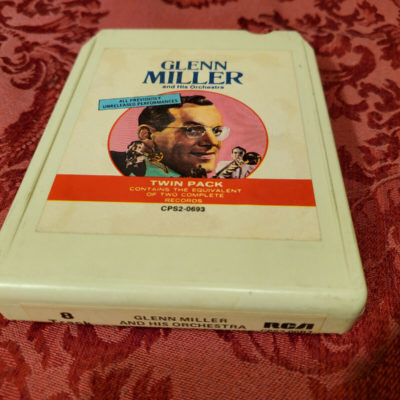 GLENN
MILLER
and His Orchestra
ALL PREVIOUSLY
UNRELEASED PERFORMANCES
TWIN PACK
CONTAINS THE EQUIVALENT
OF TWO COMPLETE
RECORDS
CPS2-0693
8
GLENN MILLER
AND HIS ORCHESTRA
RCA